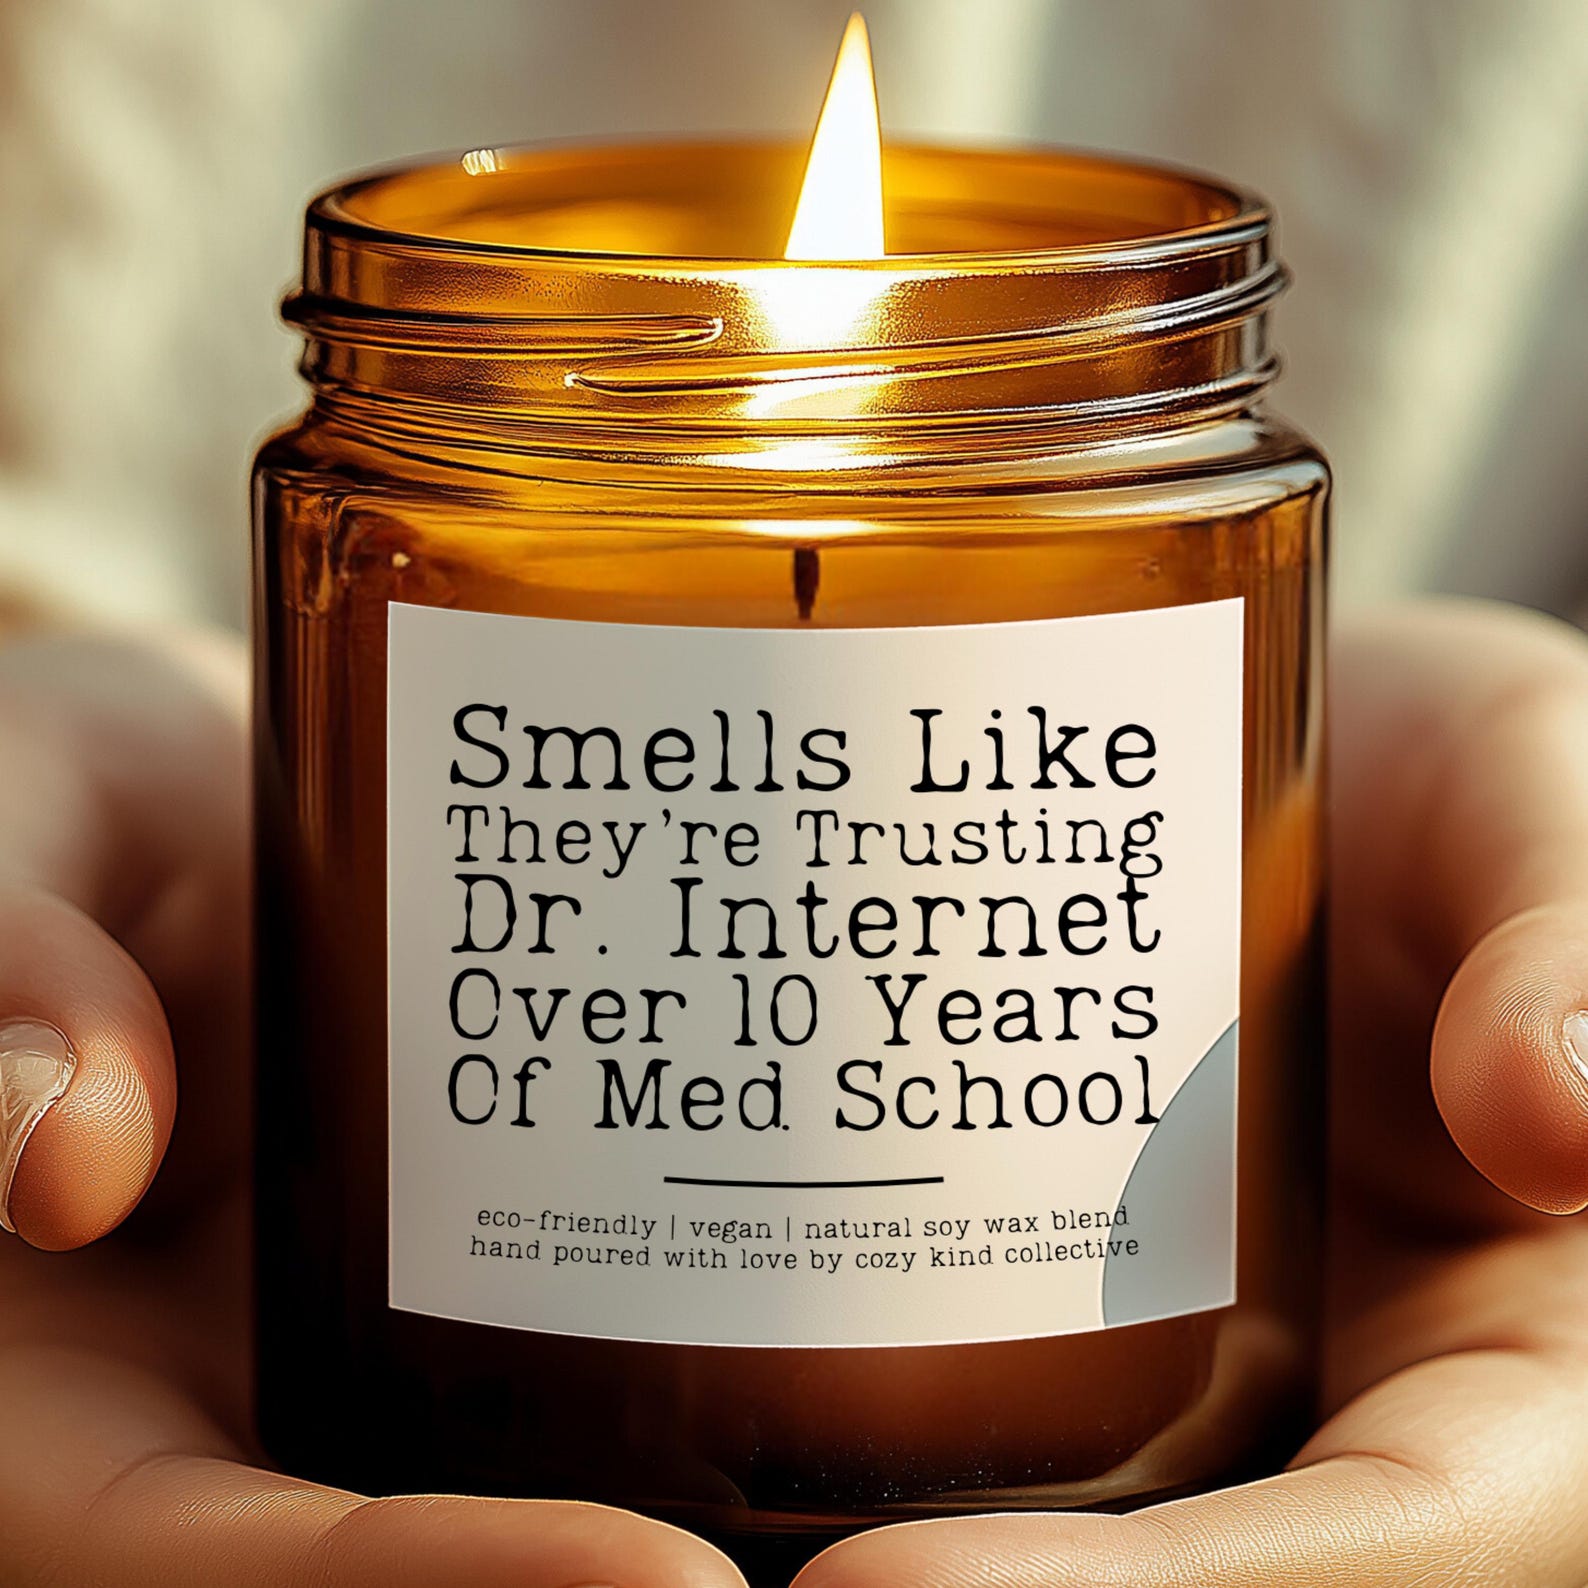 Smells Like
They're Trusting
Dr. Internet
Over 10 Years
Of Med School
eco-friendly | vegan | natural soy wax blend
hand poured with love by cozy kind collective